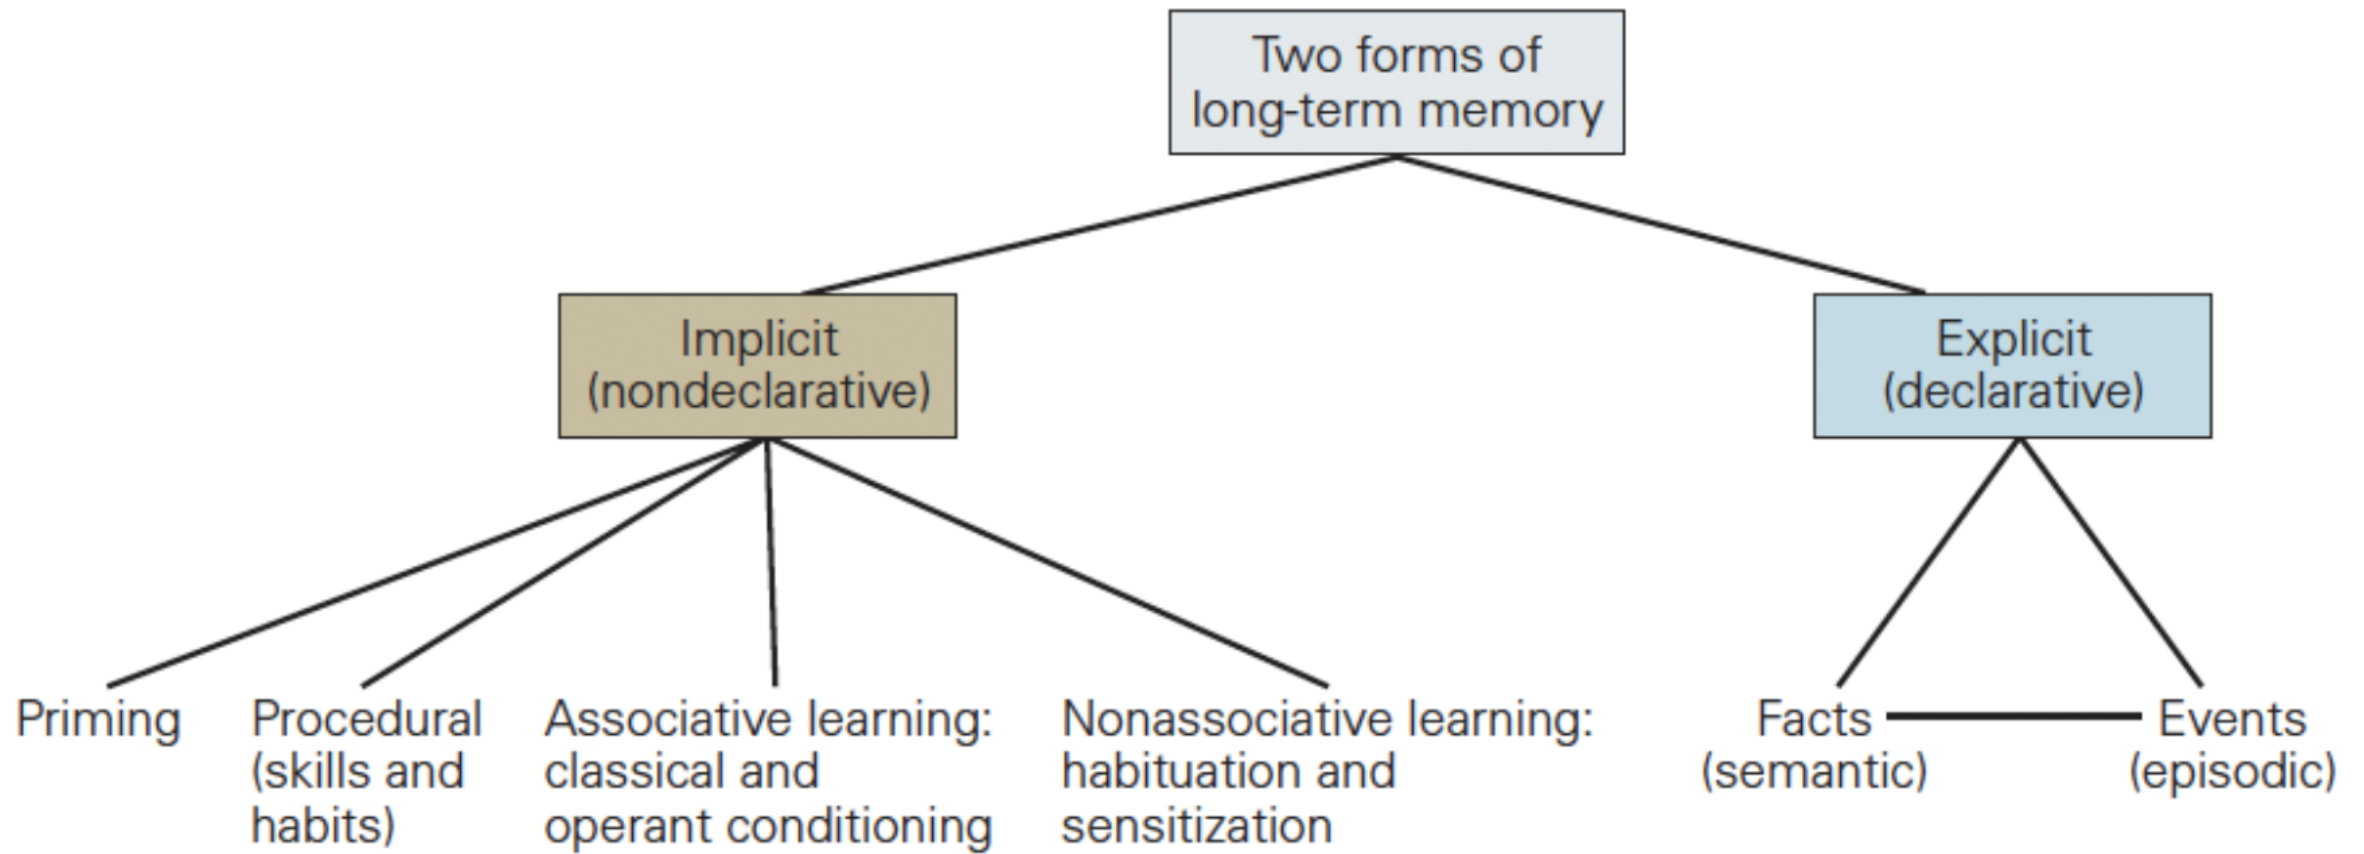 Two forms of
long-term memory
Implicit
(nondeclarative)
Explicit
(declarative)
Priming
Procedural
(skills and
habits)
Associative learning:
classical and
operant conditioning
Nonassociative learning:
habituation and
sensitization
Facts
(semantic)
Events
(episodic)